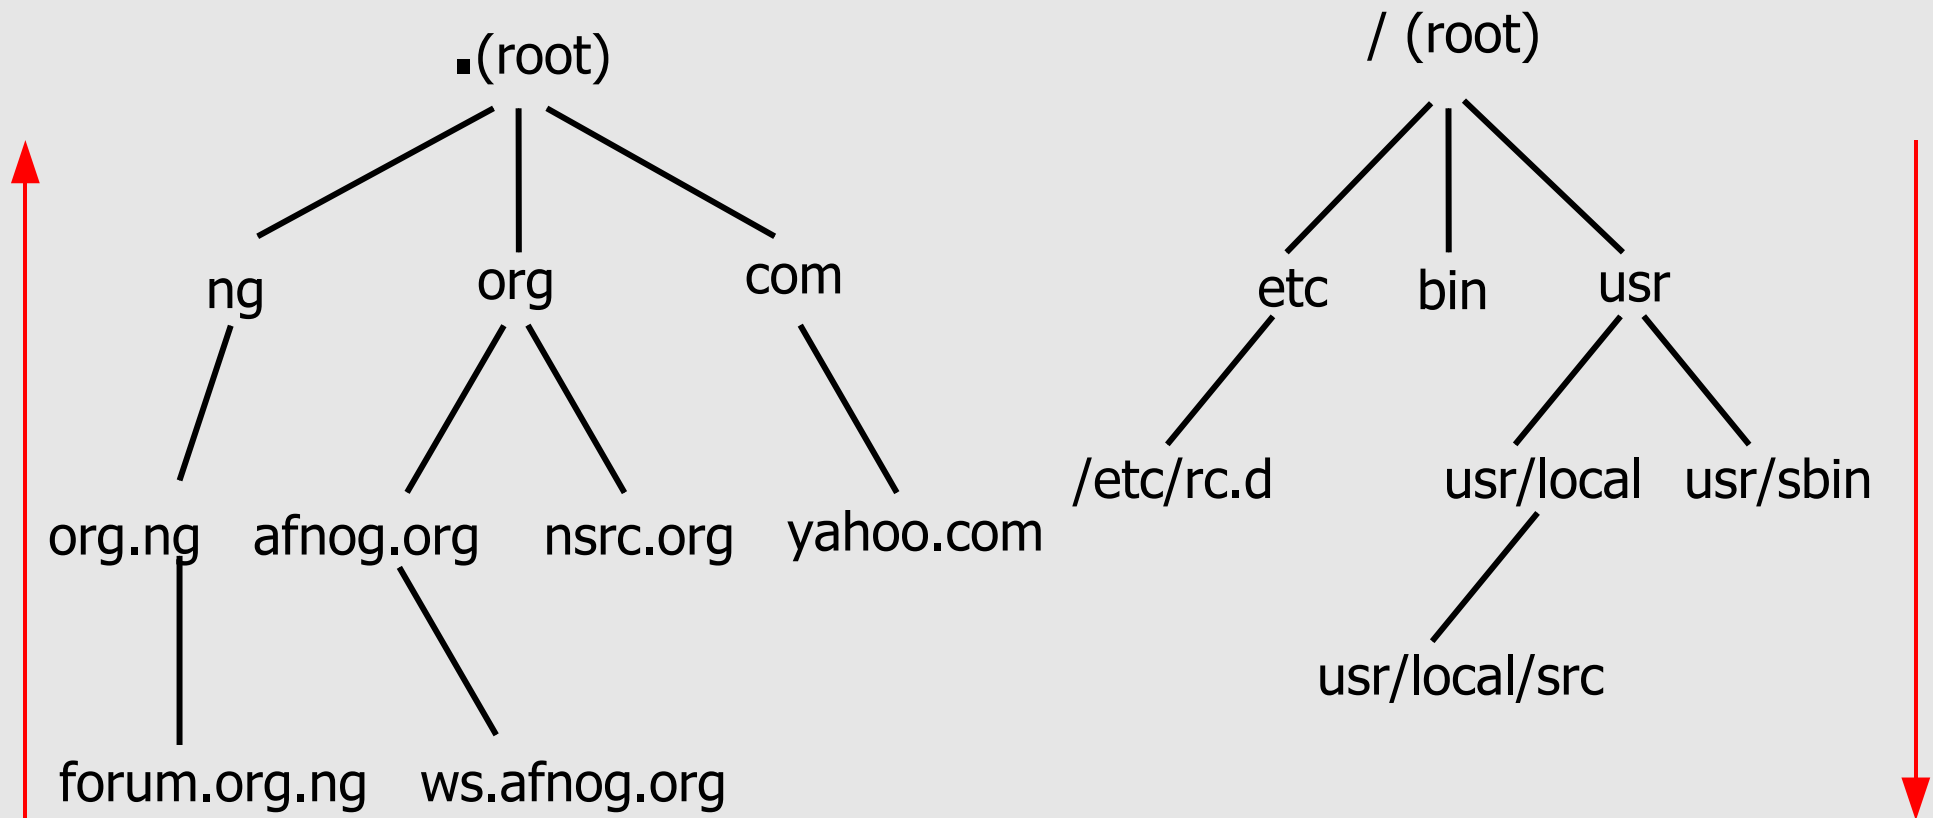 .(root)
ng
org
com
org.ng
afnog.org
nsrc.org
yahoo.com
forum.org.ng
ws.afnog.org
/ (root)
etc
bin
usr
/etc/rc.d
usr/local
usr/sbin
usr/local/src